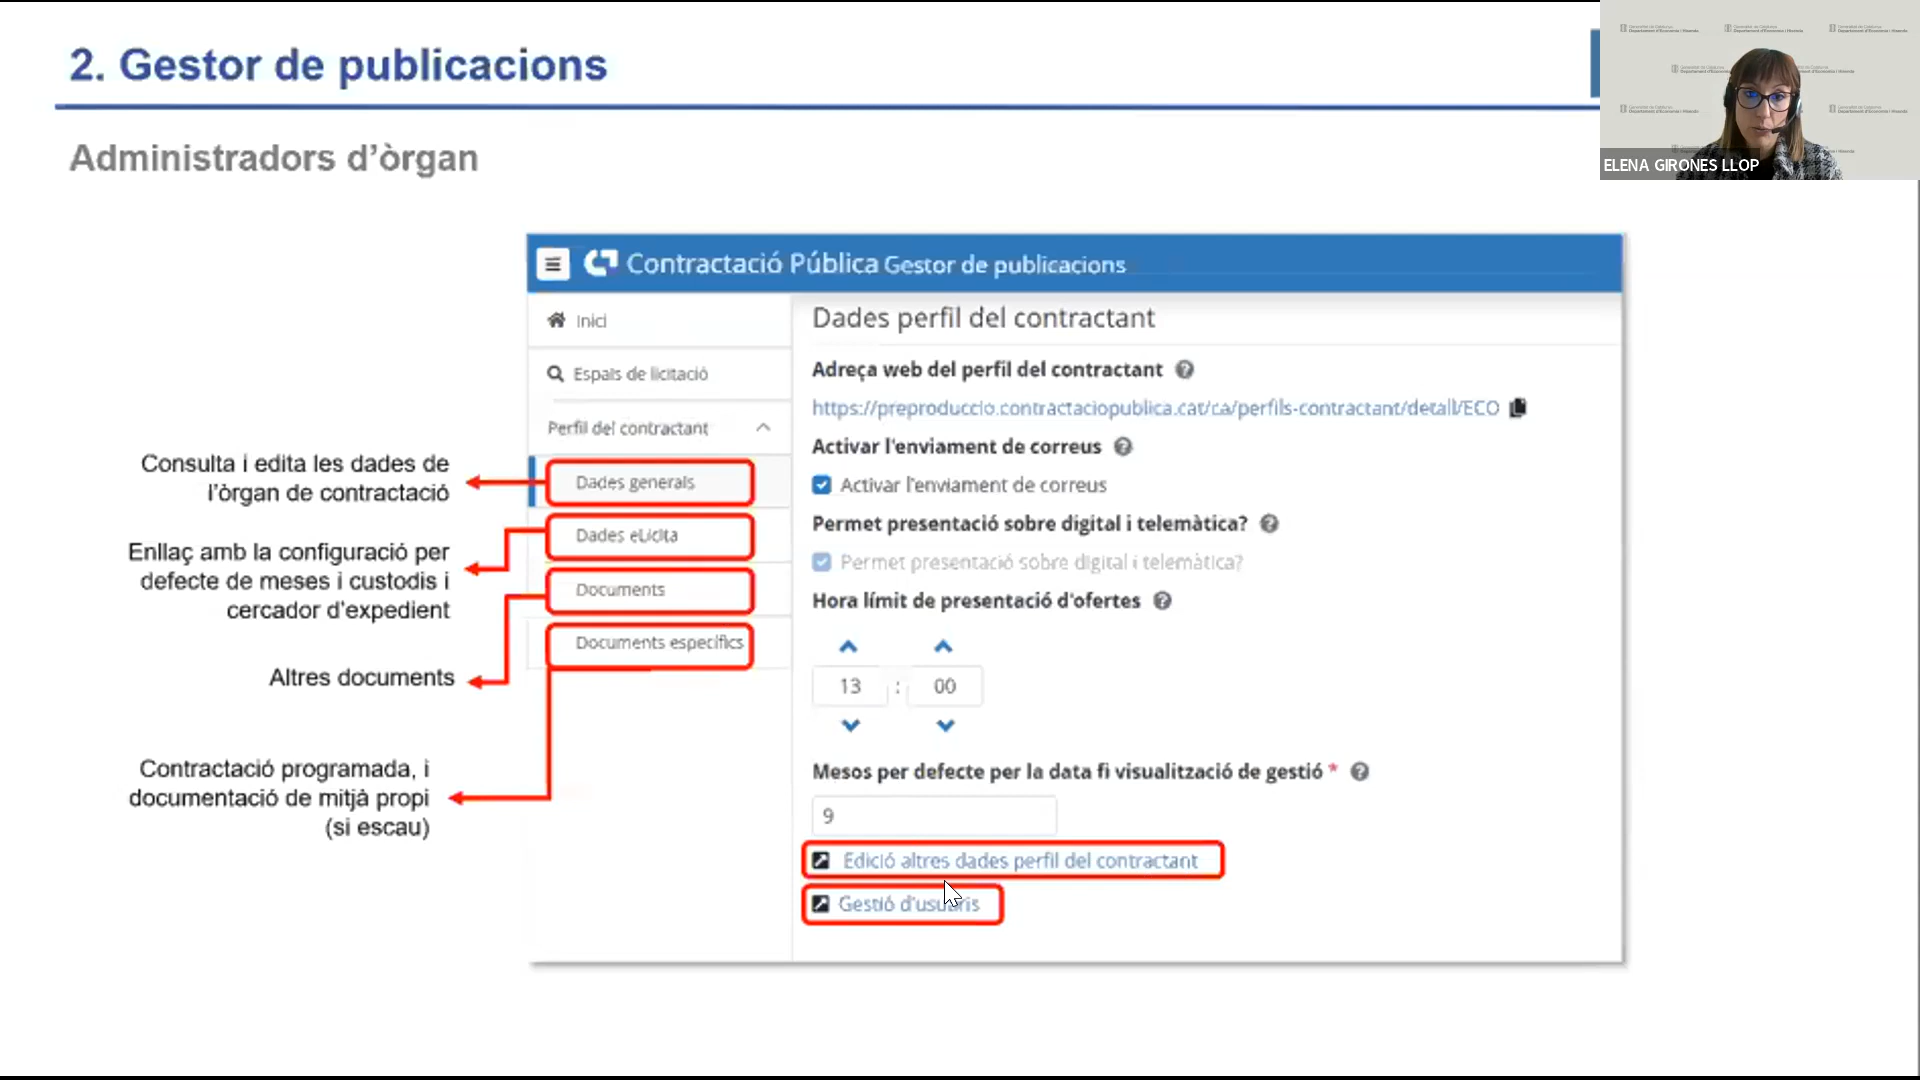 2. Gestor de publicacions
Administradors d'òrgan
ELENA GIRONES LLOP
Contractació Pública Gestor de publicacions
Inici
Espais de licitació
Perfil del contractant
Dades generals
Dades eLicita
Documents
Documents específics
Consulta i edita les dades de
l'òrgan de contractació
Enllaç amb la configuració per
defecte de meses i custodis i
cercador d'expedient
Altres documents
Contractació programada, i
documentació de mitjà propi
(si escau)
Dades perfil del contractant
Adreça web del perfil del contractant
https://preproduccio.contractaciopublica.cat/ca/perfils-contractant/detall/ECO
Activar l'enviament de correus
Activar l'enviament de correus
Permet presentació sobre digital i telemàtica?
Permet presentació sobre digital i telemàtica?
Hora límit de presentació d'ofertes
13 : 00
Mesos per defecte per la data fi visualització de gestió *
9
Edició altres dades perfil del contractant
Gestió d'usuaris